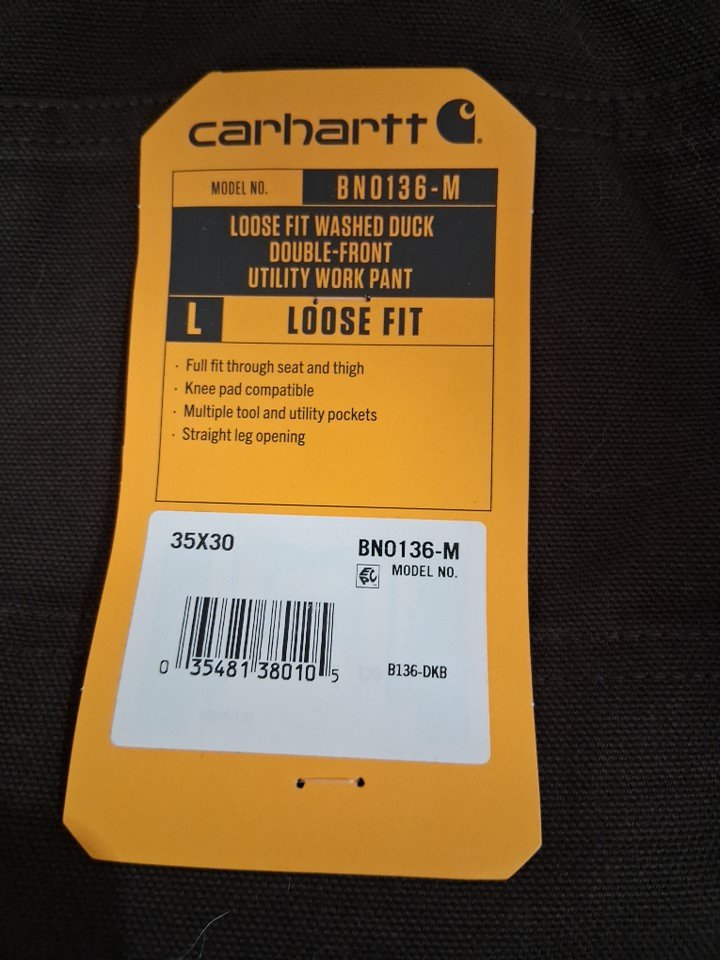 carhartt
MODEL NO. BN0136-M
LOOSE FIT WASHED DUCK
DOUBLE-FRONT
UTILITY WORK PANT
L LOOSE FIT
· Full fit through seat and thigh
· Knee pad compatible
· Multiple tool and utility pockets
· Straight leg opening
35X30 BN0136-M
MODEL NO.
0 35481 38010 5
B136-DKB